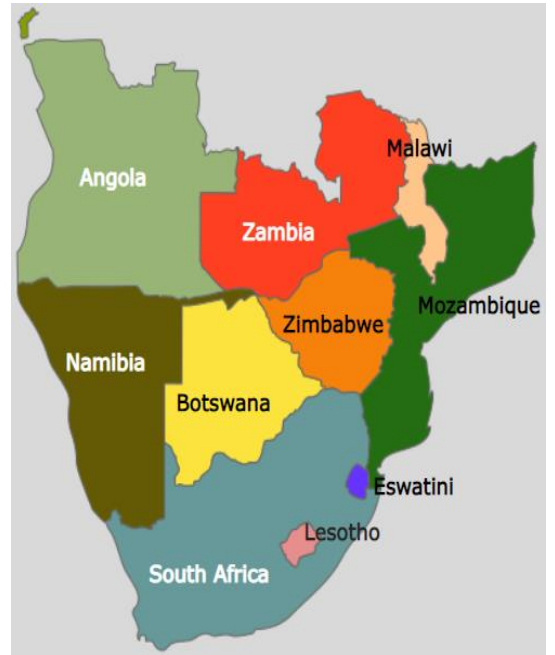 Malawi
Angola
Zambia
Mozambique
Zimbabwe
Namibia
Botswana
Eswatini
Lesotho
South Africa